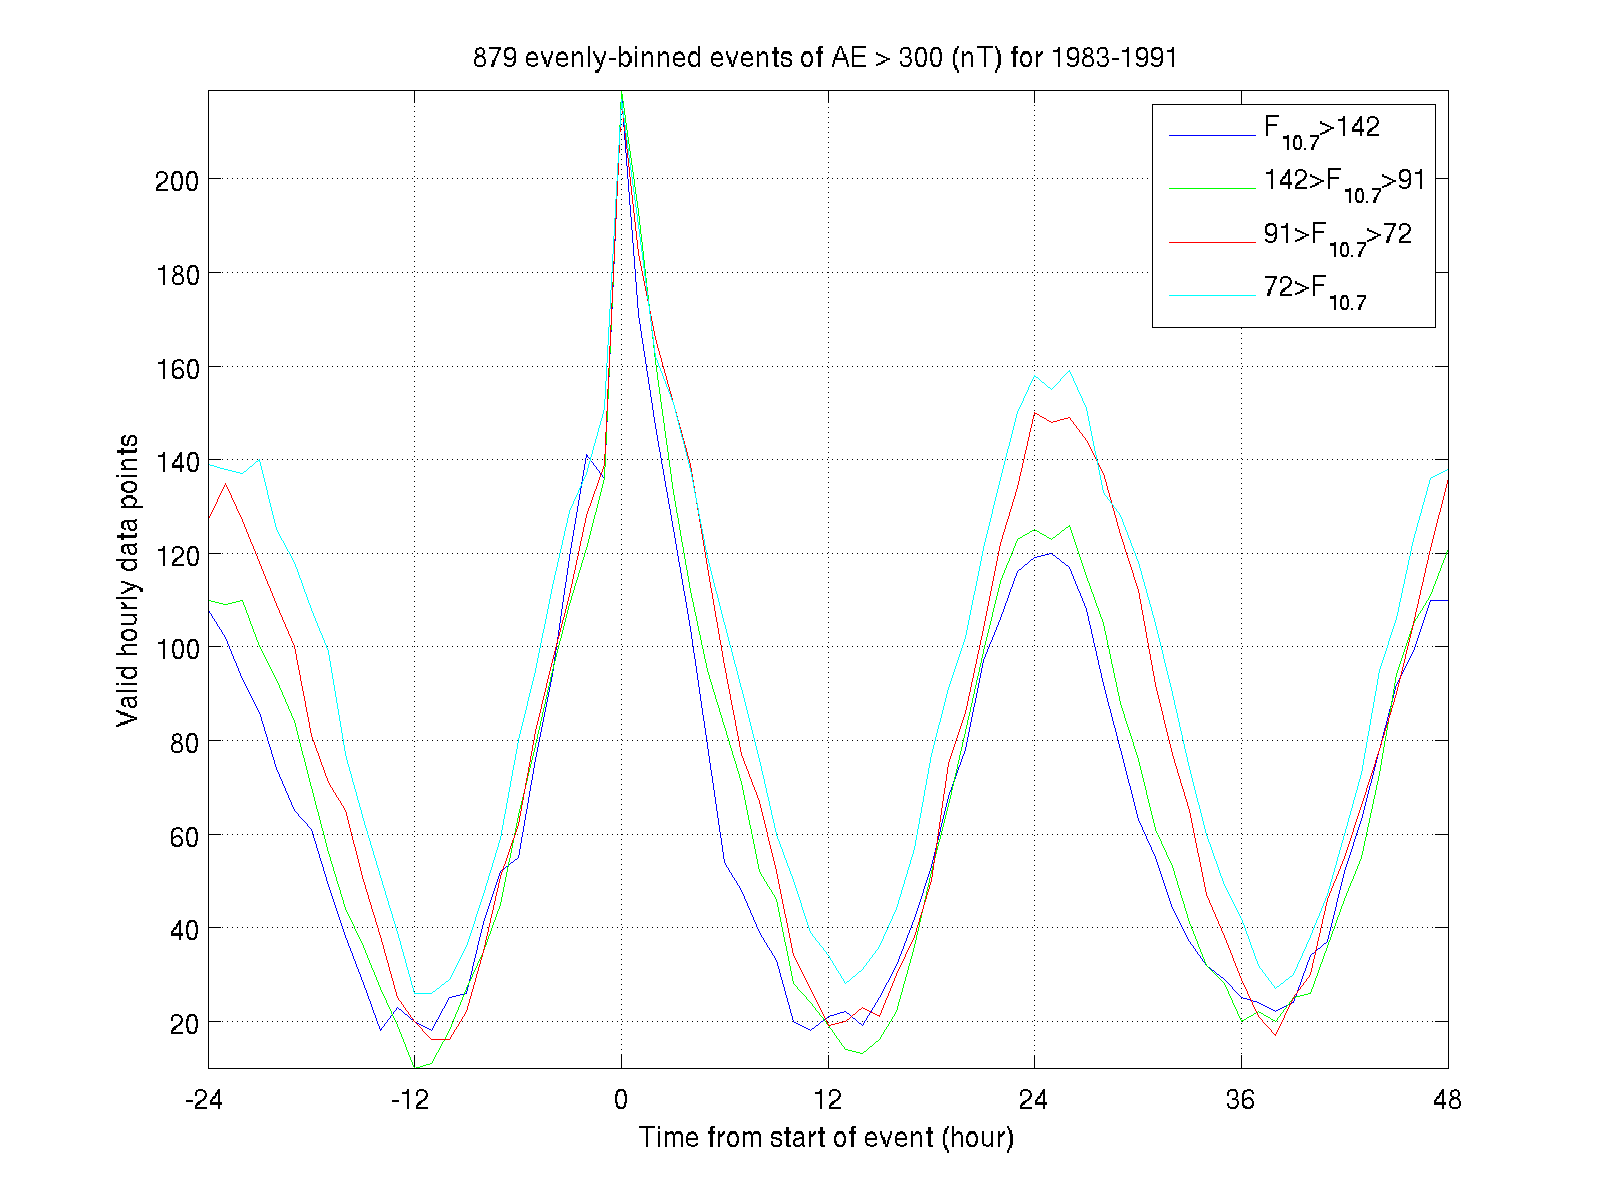 879 evenly-binned events of AE > 300 (nT) for 1983-1991
F10.7>142
142>F10.7>91
91>F10.7>72
72>F10.7
200
180
160
140
120
100
80
60
40
20
Valid hourly data points
-24 -12 0 12 24 36 48
Time from start of event (hour)